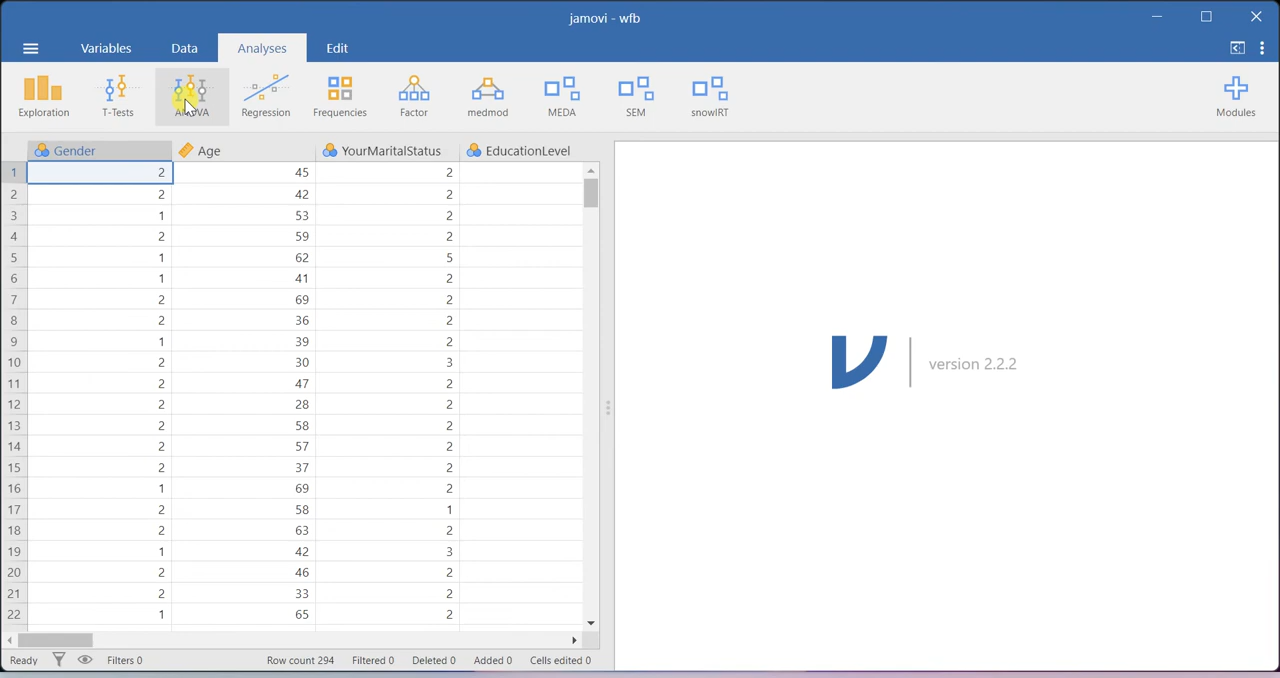 jamovi - wfb
Variables Data Analyses Edit
Exploration T-Tests ANOVA Regression Frequencies Factor medmod MEDA SEM snowIRT Modules
Gender Age YourMaritalStatus EducationLevel
1 2 45 2
2 2 42 2
3 1 53 2
4 2 59 2
5 1 62 5
6 1 41 2
7 2 69 2
8 2 36 2
9 1 39 2
10 2 30 3
11 2 47 2
12 2 28 2
13 2 58 2
14 2 57 2
15 2 37 2
16 1 69 2
17 2 58 1
18 2 63 2
19 1 42 3
20 2 46 2
21 2 33 2
22 1 65 2
version 2.2.2
Ready Filters 0 Row count 294 Filtered 0 Deleted 0 Added 0 Cells edited 0